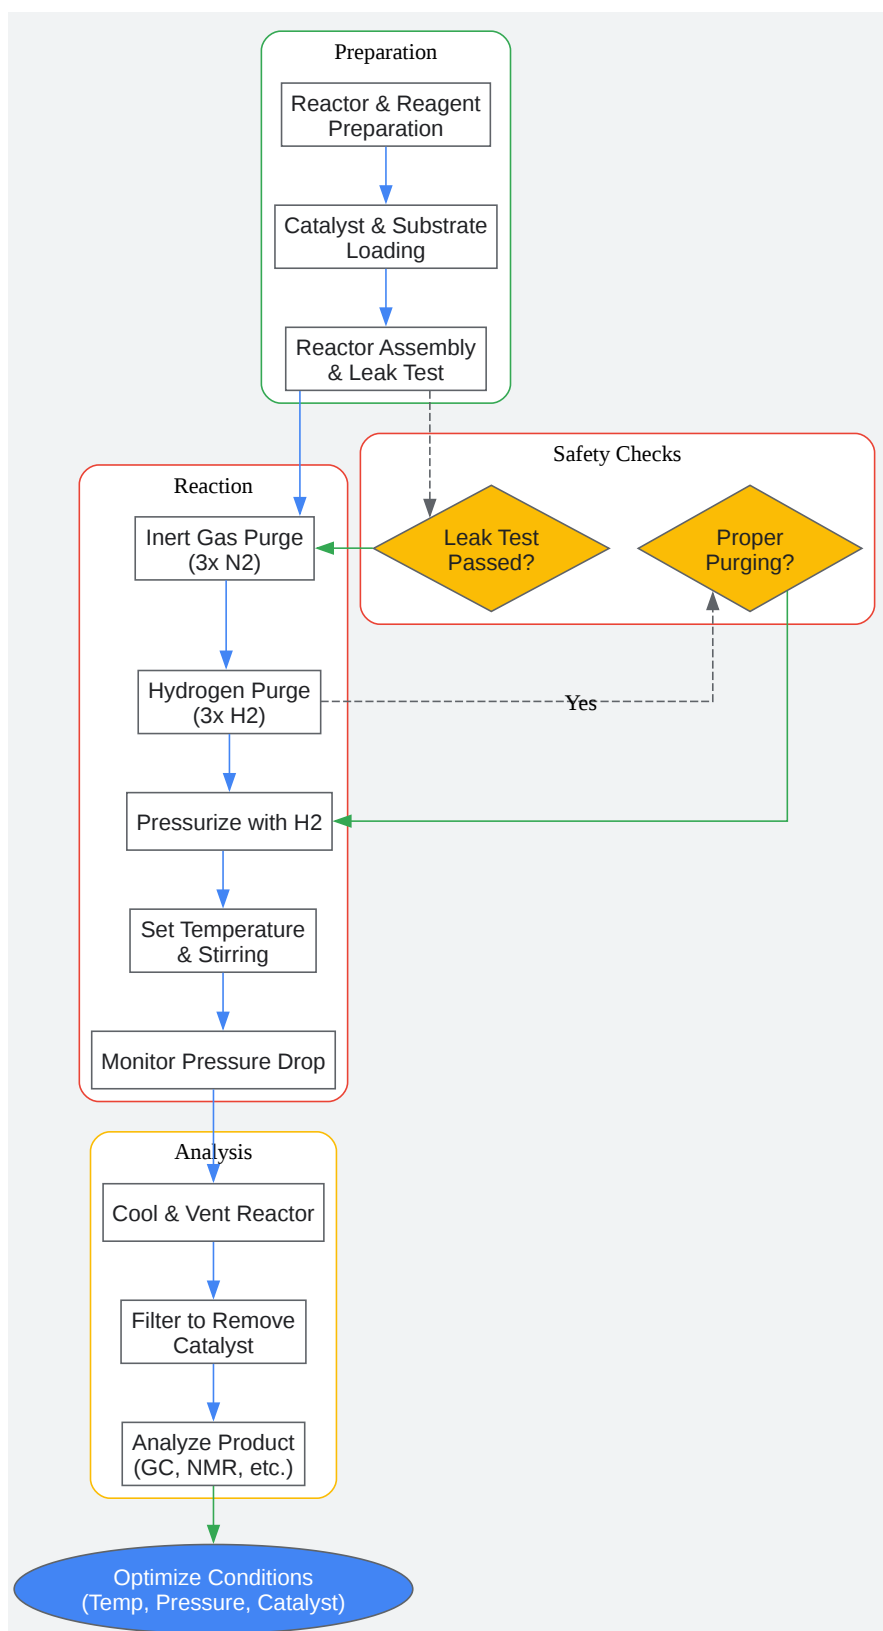 Preparation
Reactor & Reagent
Preparation
Catalyst & Substrate
Loading
Reactor Assembly
& Leak Test
Safety Checks
Leak Test
Passed?
Proper
Purging?
Reaction
Inert Gas Purge
(3x N2)
Hydrogen Purge
(3x H2)
Yes
Pressurize with H2
Set Temperature
& Stirring
Monitor Pressure Drop
Analysis
Cool & Vent Reactor
Filter to Remove
Catalyst
Analyze Product
(GC, NMR, etc.)
Optimize Conditions
(Temp, Pressure, Catalyst)